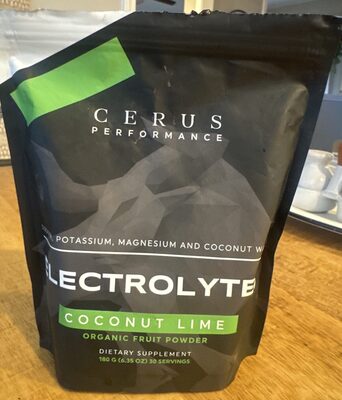 CERUS
PERFORMANCE
POTASSIUM, MAGNESIUM AND COCONUT W
LECTROLYTE
COCONUT LIME
ORGANIC FRUIT POWDER
DIETARY SUPPLEMENT
180 G (6.35 OZ) 30 SERVINGS